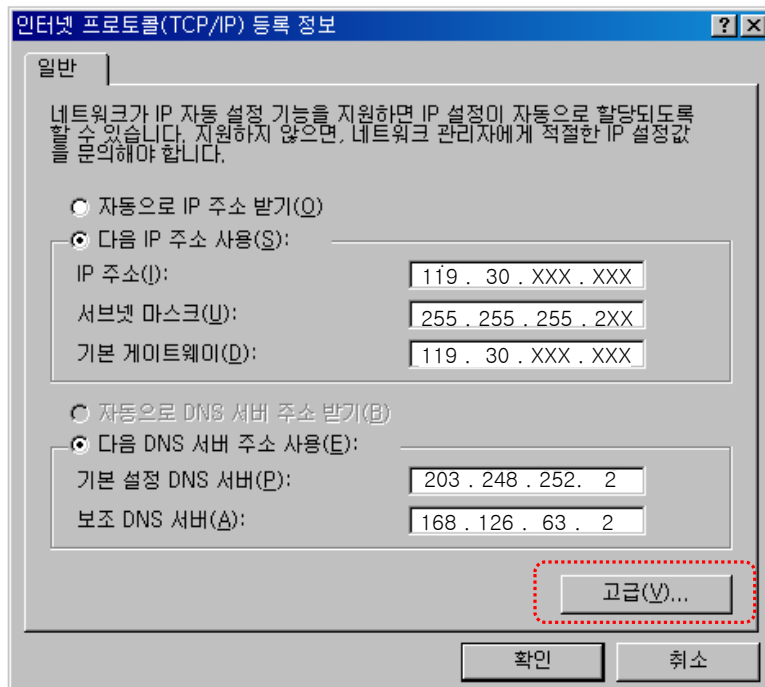 인터넷 프로토콜(TCP/IP) 등록 정보
일반
네트워크가 IP 자동 설정 기능을 지원하면 IP 설정이 자동으로 할당되도록
할 수 있습니다. 지원하지 않으면, 네트워크 관리자에게 적절한 IP 설정값
을 문의해야 합니다.
자동으로 IP 주소 받기(O)
다음 IP 주소 사용(S):
IP 주소(I): 119 . 30 . XXX . XXX
서브넷 마스크(U): 255 . 255 . 255 . 2XX
기본 게이트웨이(D): 119 . 30 . XXX . XXX
자동으로 DNS 서버 주소 받기(B)
다음 DNS 서버 주소 사용(E):
기본 설정 DNS 서버(P): 203 . 248 . 252. 2
보조 DNS 서버(A): 168 . 126 . 63 . 2
고급(V)...
확인 취소